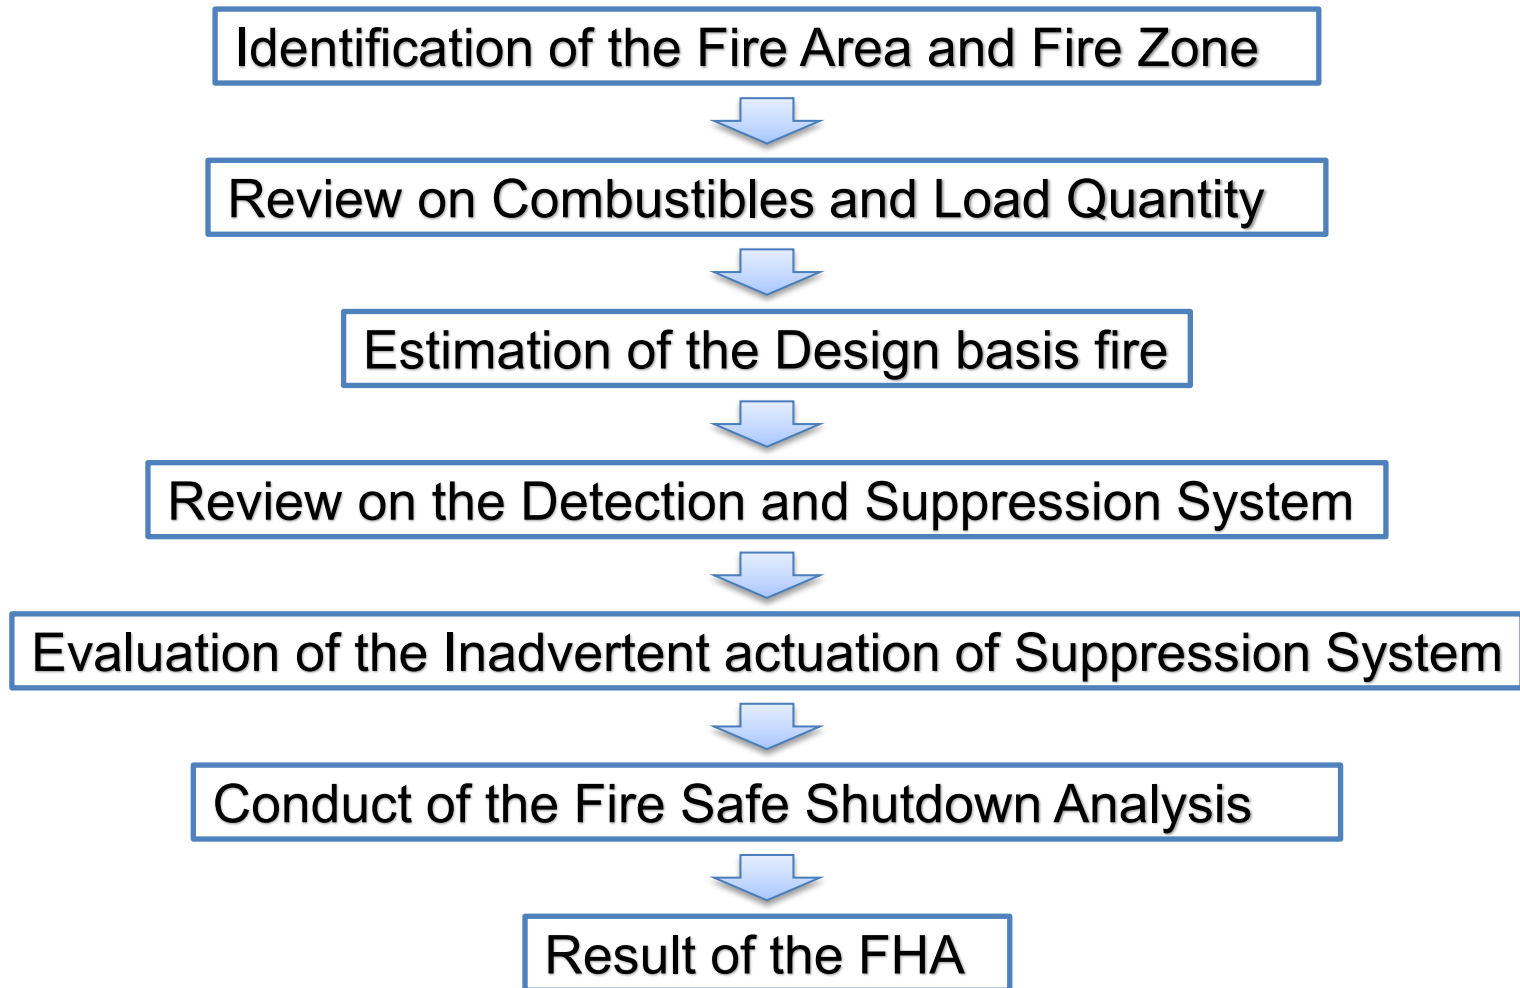 Identification of the Fire Area and Fire Zone
Review on Combustibles and Load Quantity
Estimation of the Design basis fire
Review on the Detection and Suppression System
Evaluation of the Inadvertent actuation of Suppression System
Conduct of the Fire Safe Shutdown Analysis
Result of the FHA